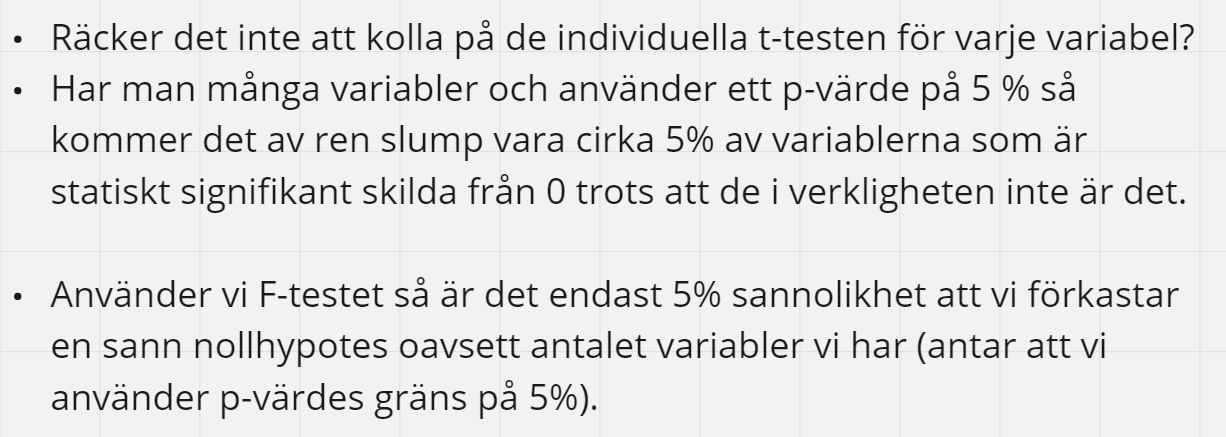 • Räcker det inte att kolla på de individuella t-testen för varje variabel?
• Har man många variabler och använder ett p-värde på 5 % så
kommer det av ren slump vara cirka 5% av variablerna som är
statiskt signifikant skilda från 0 trots att de i verkligheten inte är det.
• Använder vi F-testet så är det endast 5% sannolikhet att vi förkastar
en sann nollhypotes oavsett antalet variabler vi har (antar att vi
använder p-värdes gräns på 5%).